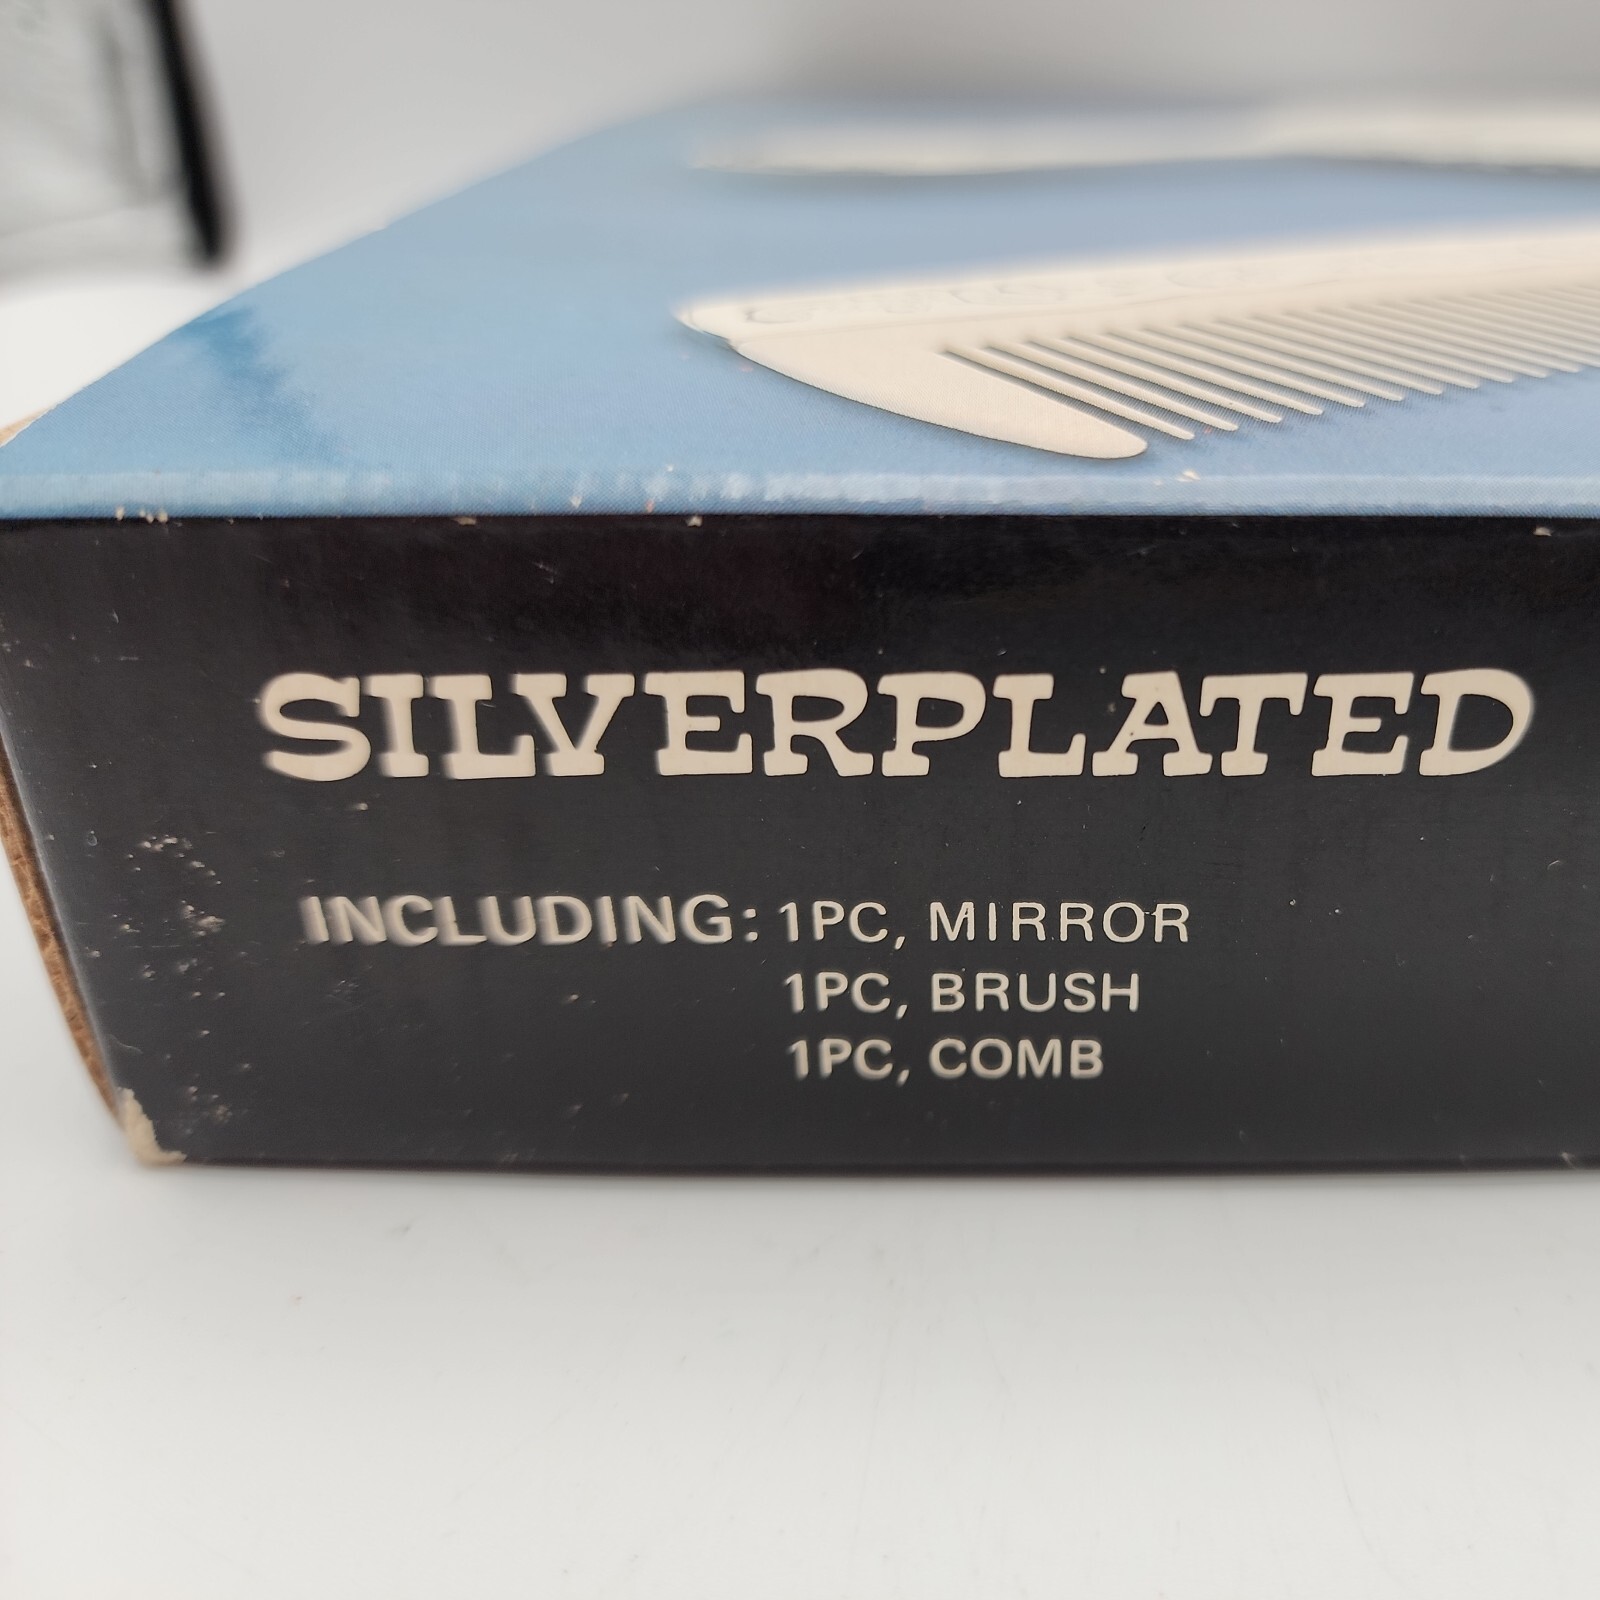 SILVERPLATED
INCLUDING: 1PC, MIRROR
1PC, BRUSH
1PC, COMB